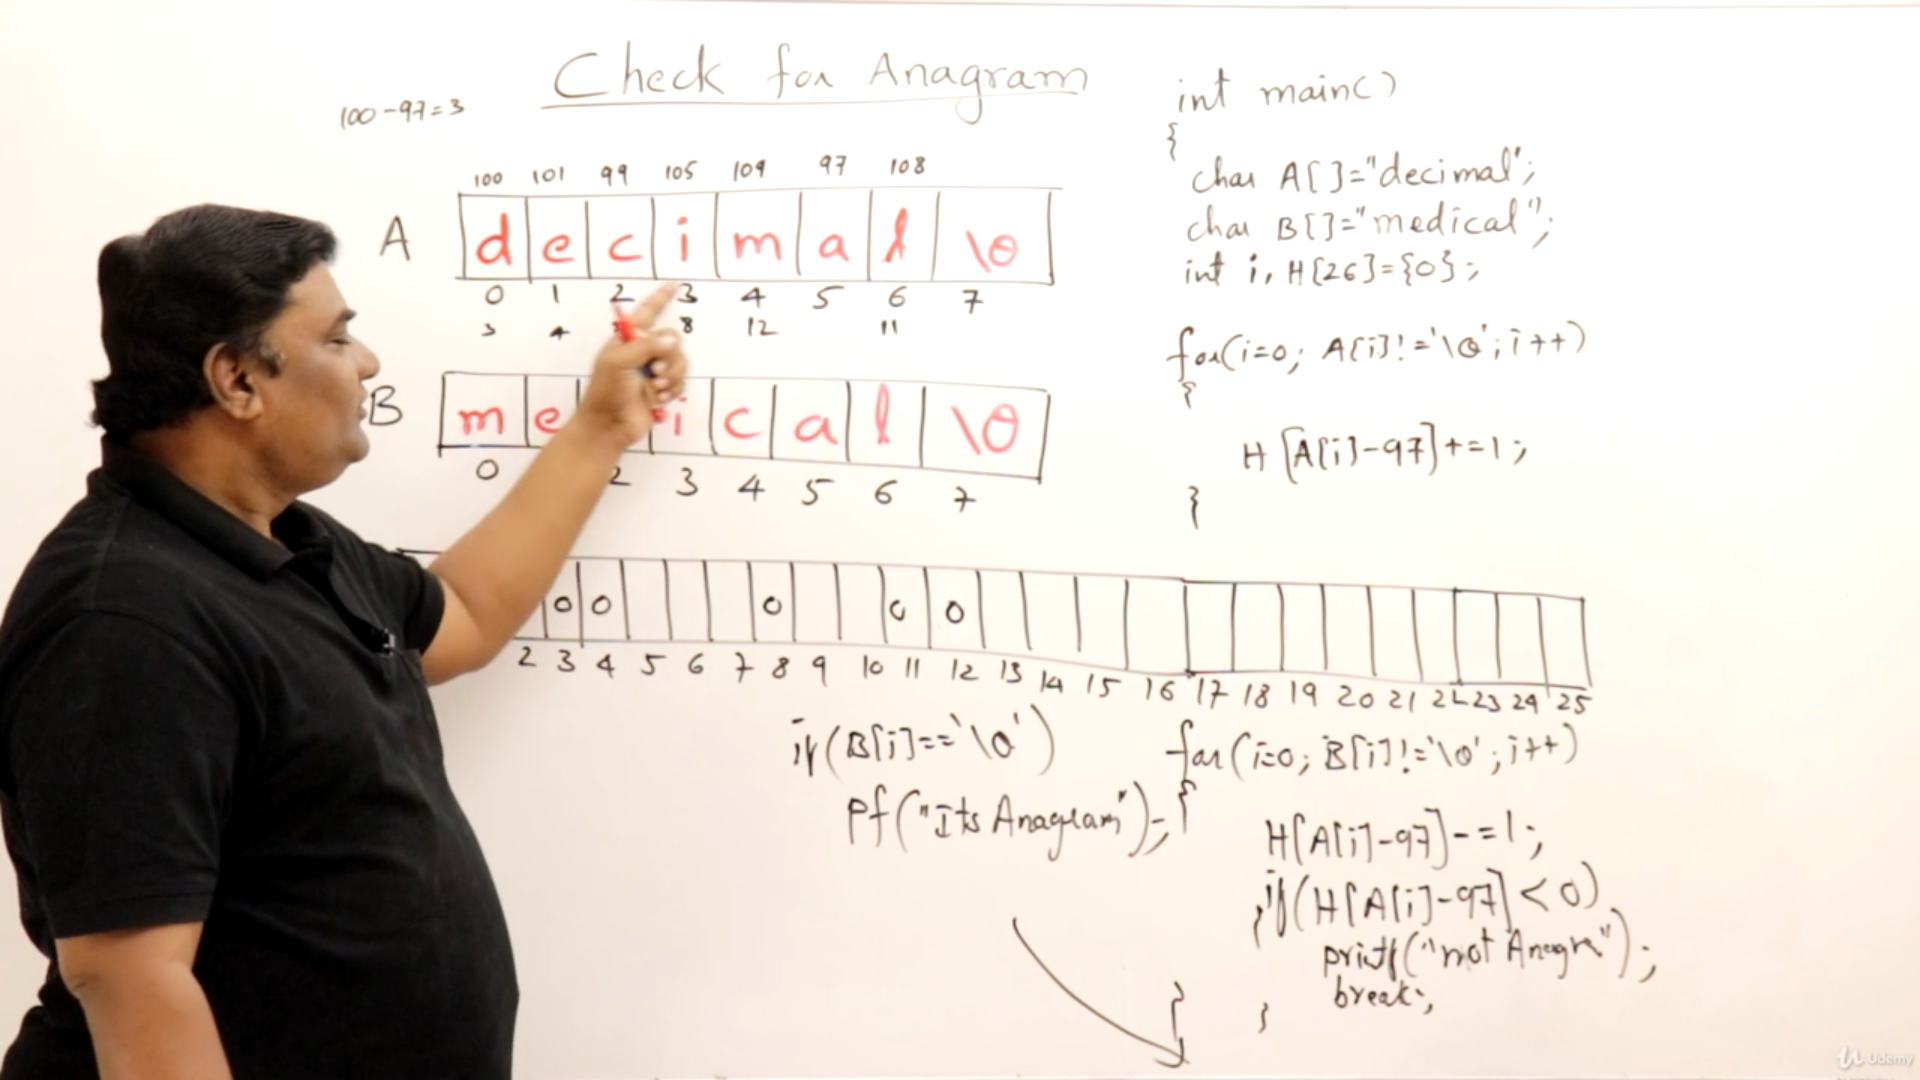 Check for Anagram
100-97=3
100 101 99 105 109 97 108
A d e c i m a l \0
0 1 2 3 4 5 6 7
3 4 8 12 11
B m e i c a l \0
0 2 3 4 5 6 7
0 0 0 0 0
2 3 4 5 6 7 8 9 10 11 12 13 14 15 16 17 18 19 20 21 22 23 24 25
int main()
{
char A[]="decimal";
char B[]="medical";
int i, H[26]={0};
for(i=0; A[i]!='\0'; i++)
{
H[A[i]-97]+=1;
}
for(i=0; B[i]!='\0'; i++)
{
H[A[i]-97]-=1;
if(H[A[i]-97]<0)
{
printf("not Anagra");
break;
}
}
if(B[i]=='\0')
Pf("Its Anagram");
Udemy